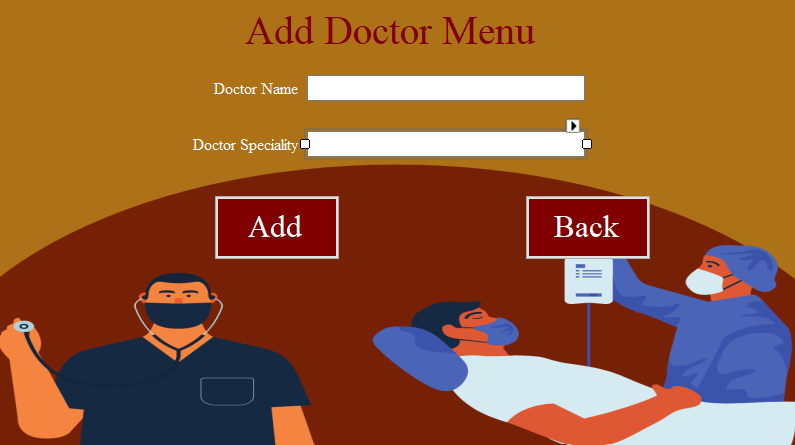 Add Doctor Menu
Doctor Name
Doctor Speciality
Add
Back